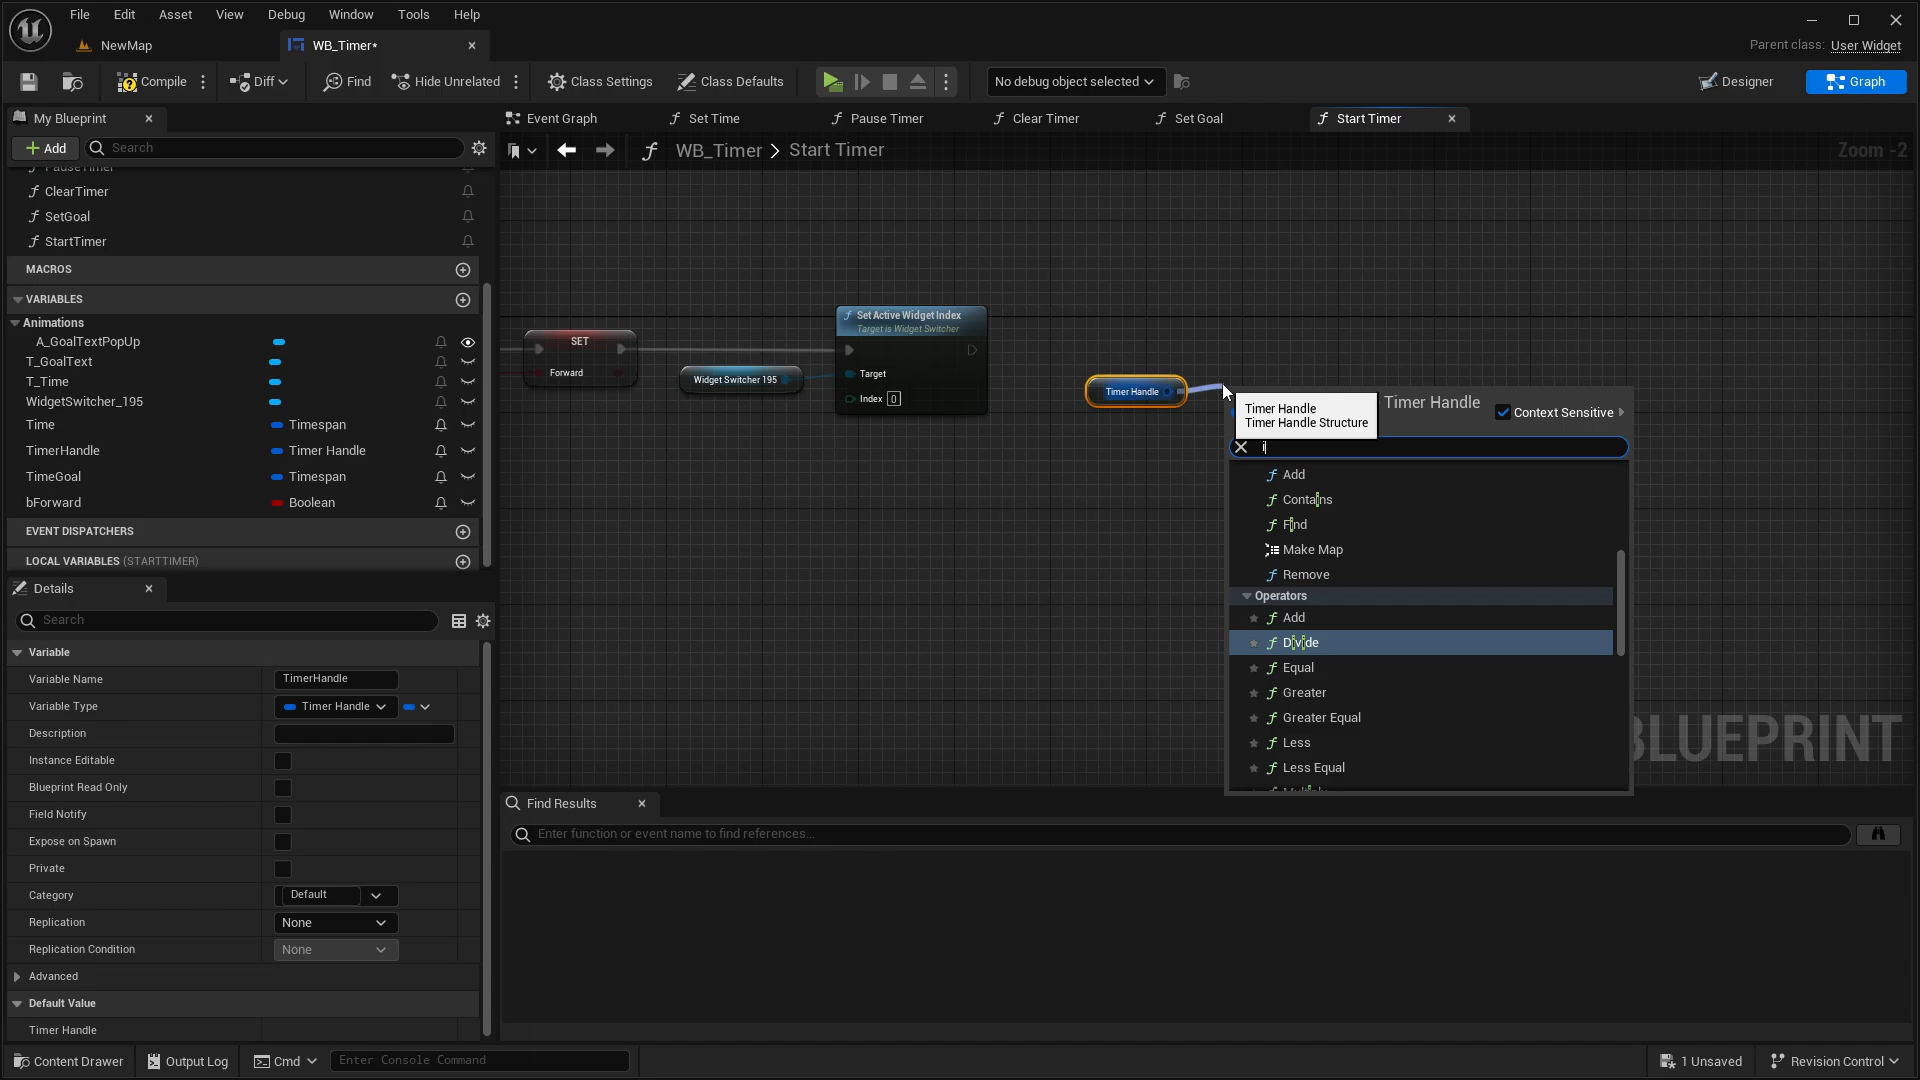 File Edit Asset View Debug Window Tools Help
NewMap
WB_Timer*
Parent class: User Widget
Compile
Diff
Find
Hide Unrelated
Class Settings
Class Defaults
No debug object selected
Designer
Graph
My Blueprint
Event Graph
Set Time
Pause Timer
Clear Timer
Set Goal
Start Timer
Add
Search
WB_Timer > Start Timer
Zoom -2
PauseTimer
ClearTimer
SetGoal
StartTimer
MACROS
VARIABLES
Animations
A_GoalTextPopUp
T_GoalText
T_Time
WidgetSwitcher_195
Time Timespan
TimerHandle Timer Handle
TimeGoal Timespan
bForward Boolean
EVENT DISPATCHERS
LOCAL VARIABLES (STARTTIMER)
SET
Forward
Widget Switcher 195
Set Active Widget Index
Target is Widget Switcher
Target
Index 0
Timer Handle
Timer Handle
Timer Handle Structure
Timer Handle
Context Sensitive
i
Add
Contains
Find
Make Map
Remove
Operators
Add
Divide
Equal
Greater
Greater Equal
Less
Less Equal
Multiply
BLUEPRINT
Details
Search
Variable
Variable Name TimerHandle
Variable Type Timer Handle
Description
Instance Editable
Blueprint Read Only
Field Notify
Expose on Spawn
Private
Category Default
Replication None
Replication Condition None
Advanced
Default Value
Timer Handle
Find Results
Enter function or event name to find references...
Content Drawer
Output Log
Cmd
Enter Console Command
1 Unsaved
Revision Control